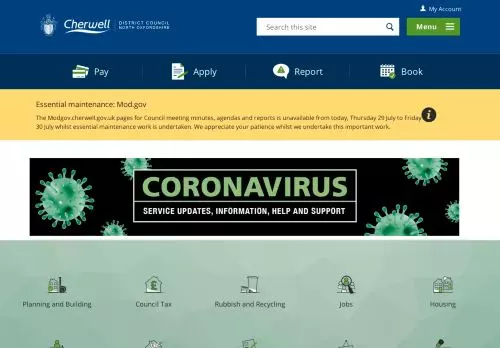 My Account
Cherwell
DISTRICT COUNCIL
NORTH OXFORDSHIRE
Search this site
Menu
Pay
Apply
Report
Book
Essential maintenance: Mod.gov
The Modgov.cherwell.gov.uk pages for Council meeting minutes, agendas and reports is unavailable from today, Thursday 29 July to Friday
30 July whilst essential maintenance work is undertaken. We appreciate your patience whilst we undertake this important work.
CORONAVIRUS
SERVICE UPDATES, INFORMATION, HELP AND SUPPORT
Planning and Building
Council Tax
Rubbish and Recycling
Jobs
Housing